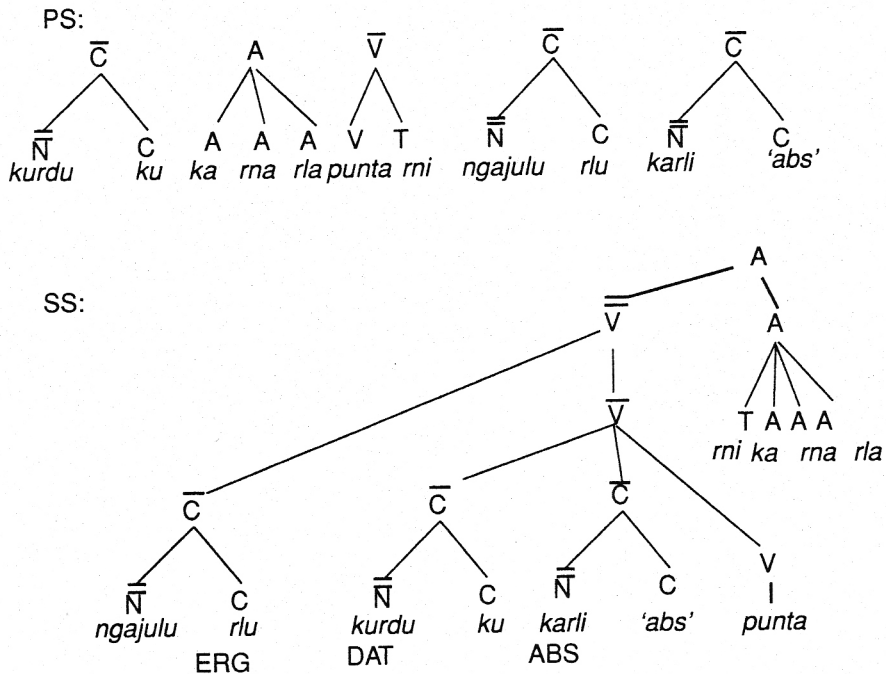 PS:
C̅ A V̅ C̅ C̅
N̿ C A A A V T N̿ C N̿ C
kurdu ku ka rna rla punta rni ngajulu rlu karli 'abs'
A
SS:
V̿ A
V̅ T A A A
rni ka rna rla
C̅ C̅ C̅
N̿ C N̿ C N̿ C V
ngajulu rlu kurdu ku karli 'abs' punta
ERG DAT ABS